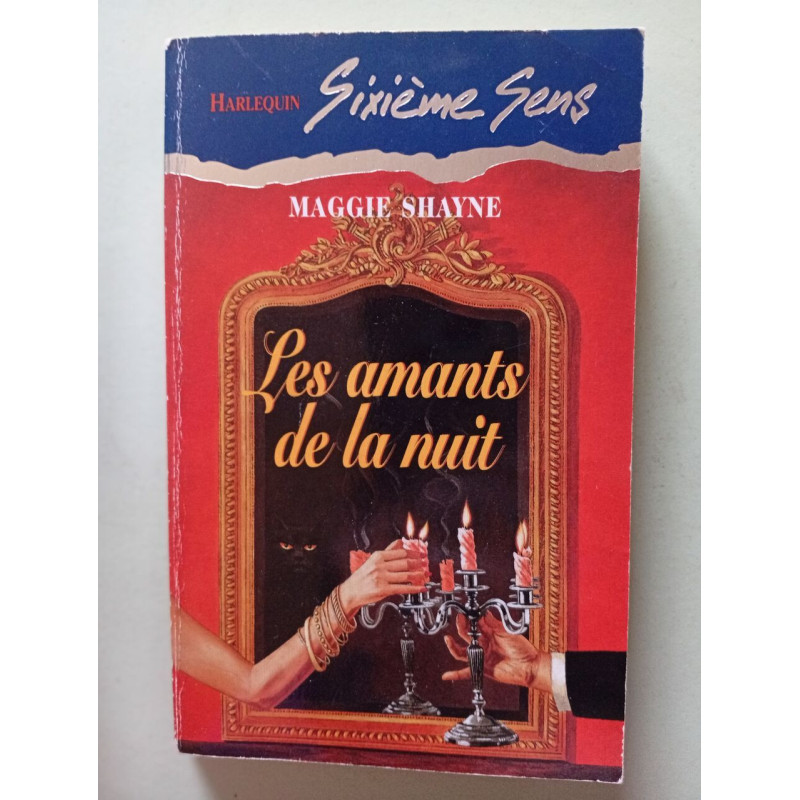 HARLEQUIN Sixième Sens
MAGGIE SHAYNE
Les amants
de la nuit